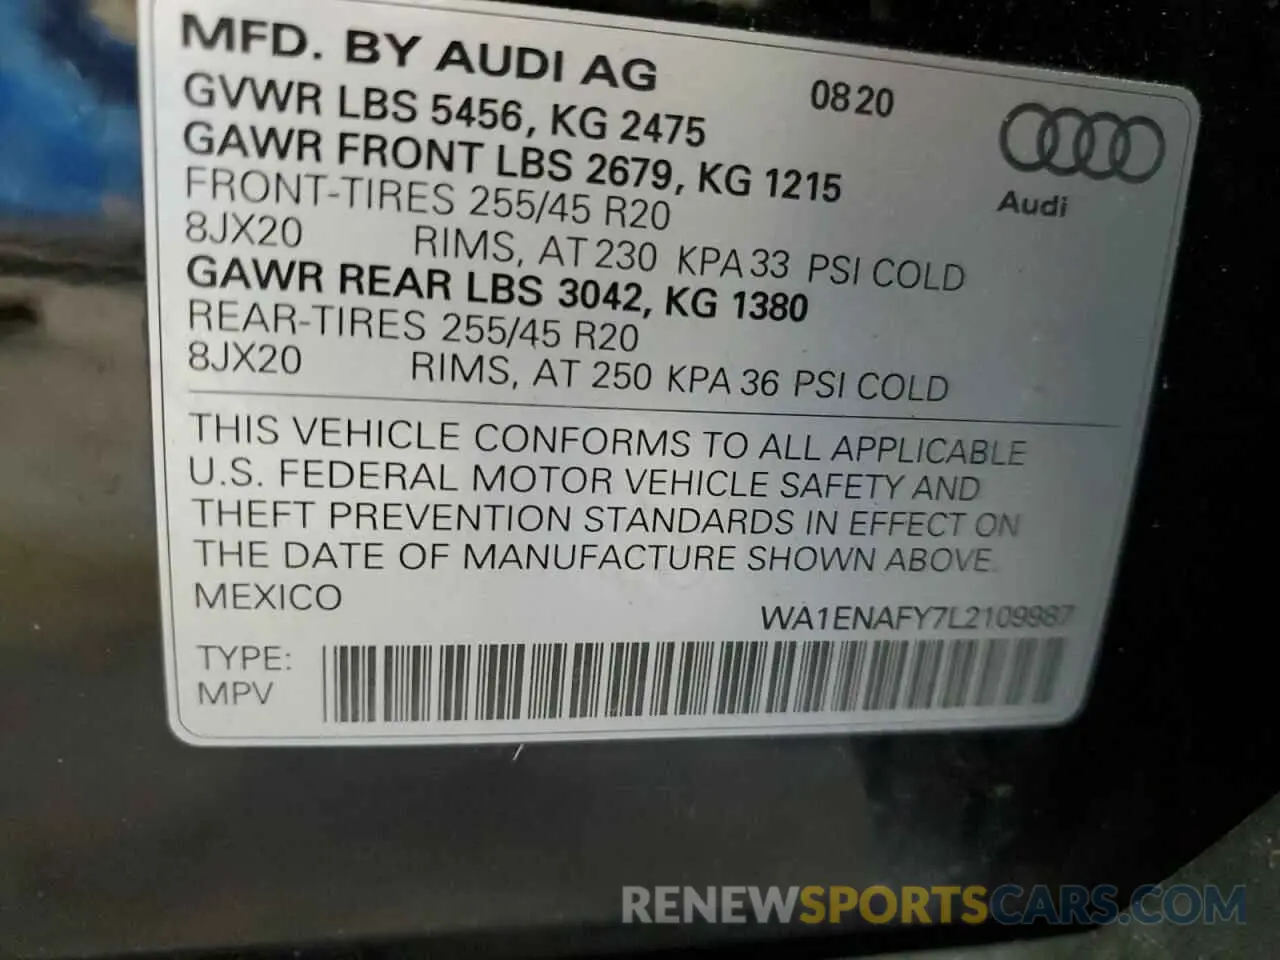 MFD. BY AUDI AG 0820
GVWR LBS 5456, KG 2475
GAWR FRONT LBS 2679, KG 1215
Audi
FRONT-TIRES 255/45 R20
8JX20 RIMS, AT 230 KPA 33 PSI COLD
GAWR REAR LBS 3042, KG 1380
REAR-TIRES 255/45 R20
8JX20 RIMS, AT 250 KPA 36 PSI COLD
THIS VEHICLE CONFORMS TO ALL APPLICABLE
U.S. FEDERAL MOTOR VEHICLE SAFETY AND
THEFT PREVENTION STANDARDS IN EFFECT ON
THE DATE OF MANUFACTURE SHOWN ABOVE.
MEXICO
WA1ENAFY7L2109987
TYPE:
MPV
RENEWSPORTSCARS.COM